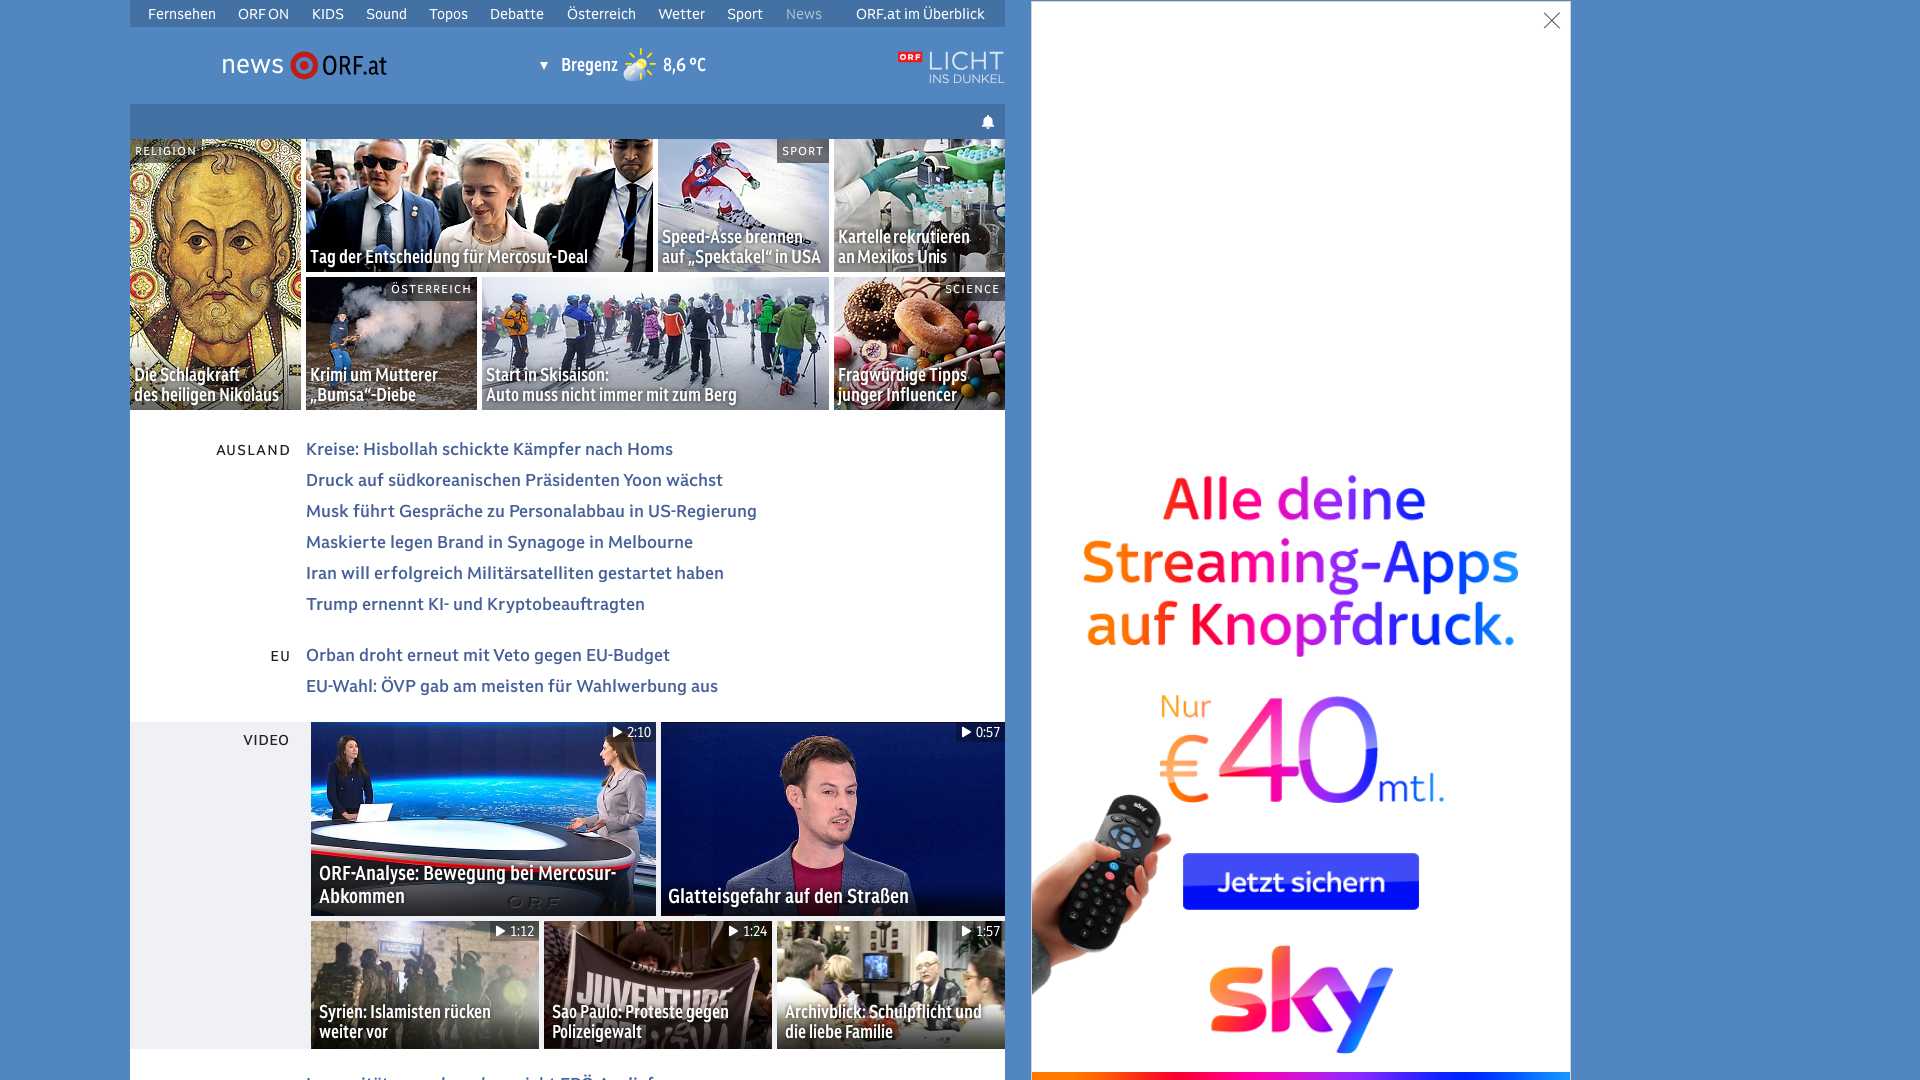 Fernsehen ORF ON KIDS Sound Topos Debatte Österreich Wetter Sport News ORF.at im Überblick
news ORF.at
Bregenz 8,6 °C
ORF LICHT
INS DUNKEL
RELIGION
Die Schlagkraft
des heiligen Nikolaus
Tag der Entscheidung für Mercosur-Deal
SPORT
Speed-Asse brennen
auf „Spektakel“ in USA
Kartelle rekrutieren
an Mexikos Unis
ÖSTERREICH
Krimi um Mutterer
„Bumsa“-Diebe
Start in Skisaison:
Auto muss nicht immer mit zum Berg
SCIENCE
Fragwürdige Tipps
junger Influencer
AUSLAND
Kreise: Hisbollah schickte Kämpfer nach Homs
Druck auf südkoreanischen Präsidenten Yoon wächst
Musk führt Gespräche zu Personalabbau in US-Regierung
Maskierte legen Brand in Synagoge in Melbourne
Iran will erfolgreich Militärsatelliten gestartet haben
Trump ernennt KI- und Kryptobeauftragten
EU
Orban droht erneut mit Veto gegen EU-Budget
EU-Wahl: ÖVP gab am meisten für Wahlwerbung aus
VIDEO
2:10
ORF-Analyse: Bewegung bei Mercosur-
Abkommen
ORF
0:57
Glatteisgefahr auf den Straßen
1:12
Syrien: Islamisten rücken
weiter vor
1:24
JUVENTUDE
Sao Paulo: Proteste gegen
Polizeigewalt
1:57
Archivblick: Schulpflicht und
die liebe Familie
Alle deine
Streaming-Apps
auf Knopfdruck.
Nur
€ 40 mtl.
sky
Jetzt sichern
sky